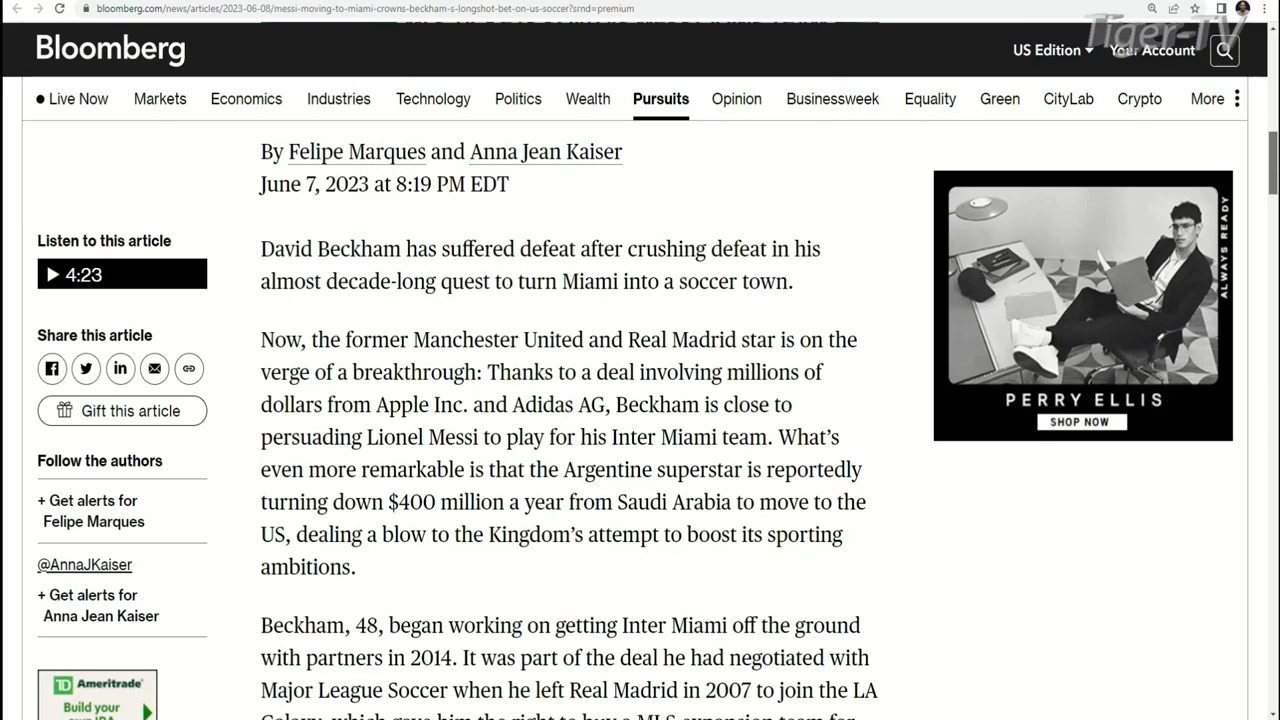 bloomberg.com/news/articles/2023-06-08/messi-moving-to-miami-crowns-beckham-s-longshot-bet-on-us-soccer?srnd=premium
Tiger-TV
Bloomberg
US Edition
Your Account
Live Now Markets Economics Industries Technology Politics Wealth Pursuits Opinion Businessweek Equality Green CityLab Crypto More
By Felipe Marques and Anna Jean Kaiser
June 7, 2023 at 8:19 PM EDT
Listen to this article
4:23
Share this article
Gift this article
Follow the authors
+ Get alerts for
Felipe Marques
@AnnaJKaiser
+ Get alerts for
Anna Jean Kaiser
TD Ameritrade
Build your
David Beckham has suffered defeat after crushing defeat in his
almost decade-long quest to turn Miami into a soccer town.
Now, the former Manchester United and Real Madrid star is on the
verge of a breakthrough: Thanks to a deal involving millions of
dollars from Apple Inc. and Adidas AG, Beckham is close to
persuading Lionel Messi to play for his Inter Miami team. What’s
even more remarkable is that the Argentine superstar is reportedly
turning down $400 million a year from Saudi Arabia to move to the
US, dealing a blow to the Kingdom’s attempt to boost its sporting
ambitions.
Beckham, 48, began working on getting Inter Miami off the ground
with partners in 2014. It was part of the deal he had negotiated with
Major League Soccer when he left Real Madrid in 2007 to join the LA
Galaxy, which gave him the right to buy a MLS expansion team for
ALWAYS READY
PERRY ELLIS
SHOP NOW